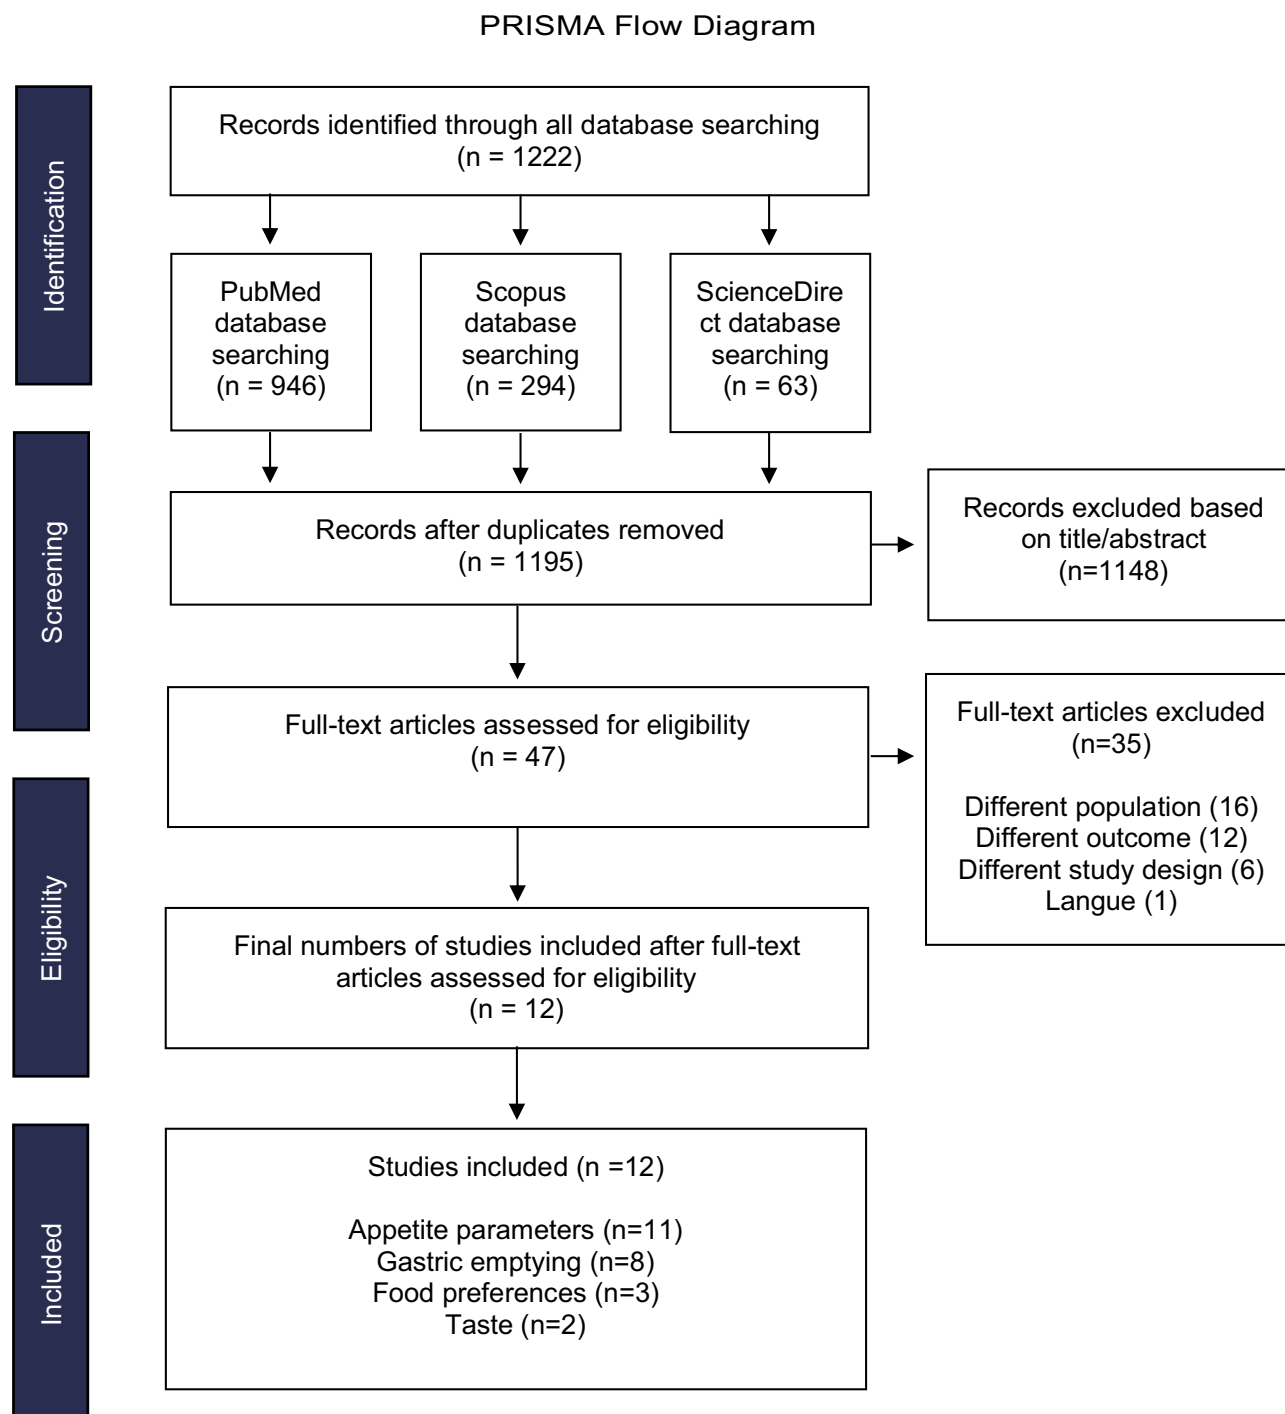 PRISMA Flow Diagram
Identification
Records identified through all database searching
(n = 1222)
PubMed
database
searching
(n = 946)
Scopus
database
searching
(n = 294)
ScienceDire
ct database
searching
(n = 63)
Screening
Records after duplicates removed
(n = 1195)
Records excluded based
on title/abstract
(n=1148)
Full-text articles assessed for eligibility
(n = 47)
Full-text articles excluded
(n=35)
Different population (16)
Different outcome (12)
Different study design (6)
Langue (1)
Eligibility
Final numbers of studies included after full-text
articles assessed for eligibility
(n = 12)
Included
Studies included (n =12)
Appetite parameters (n=11)
Gastric emptying (n=8)
Food preferences (n=3)
Taste (n=2)